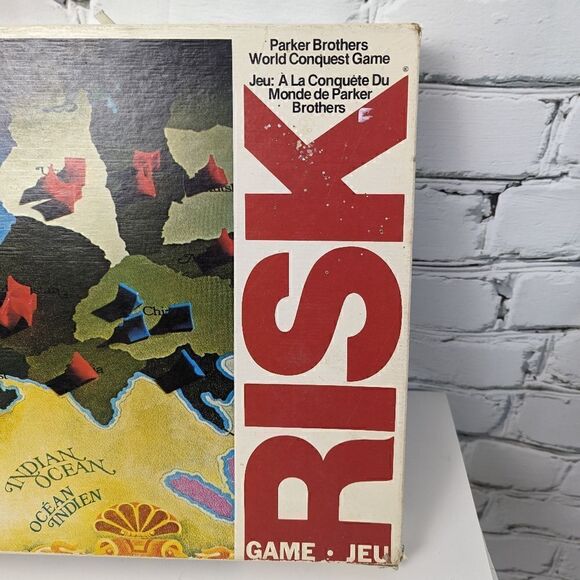 Parker Brothers
World Conquest Game
Jeu: À La Conquéte Du
Monde de Parker
Brothers
RISK
®
GAME • JEU
INDIAN
OCEAN
OCÉAN
INDIEN